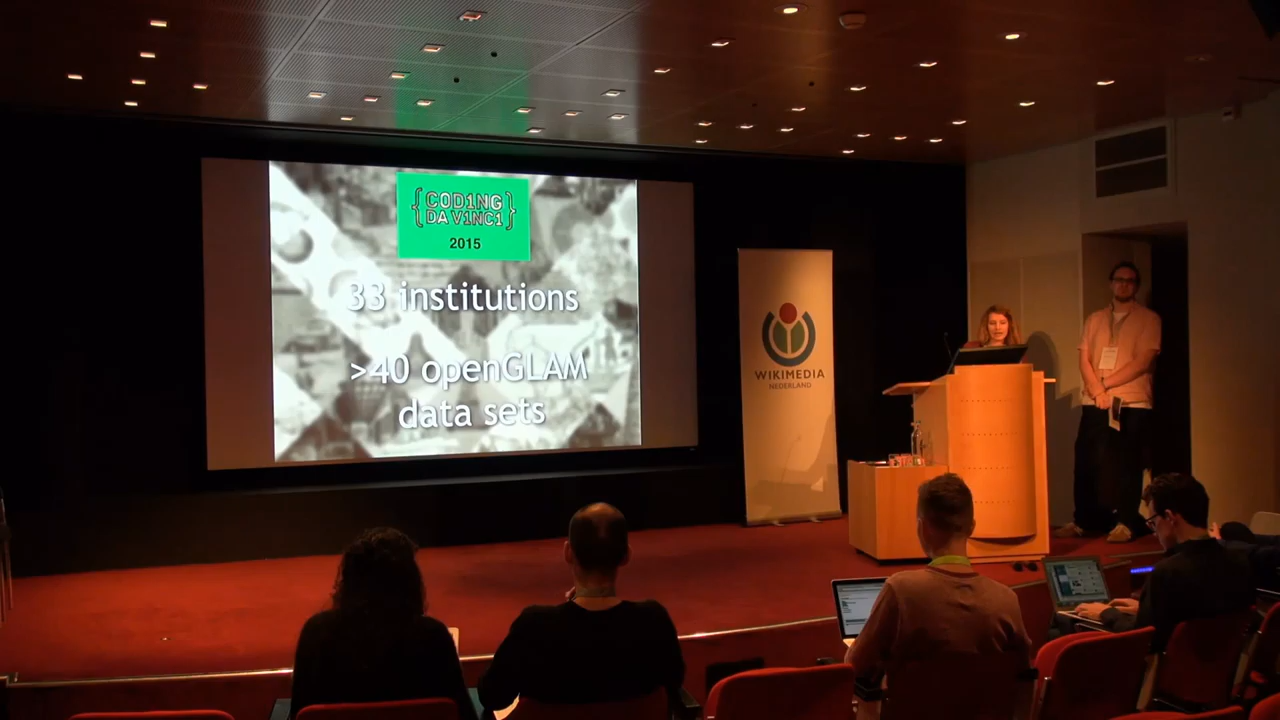 {COD1NG
DA V1NC1}
2015
33 institutions
>40 openGLAM
data sets
WIKIMEDIA
NEDERLAND